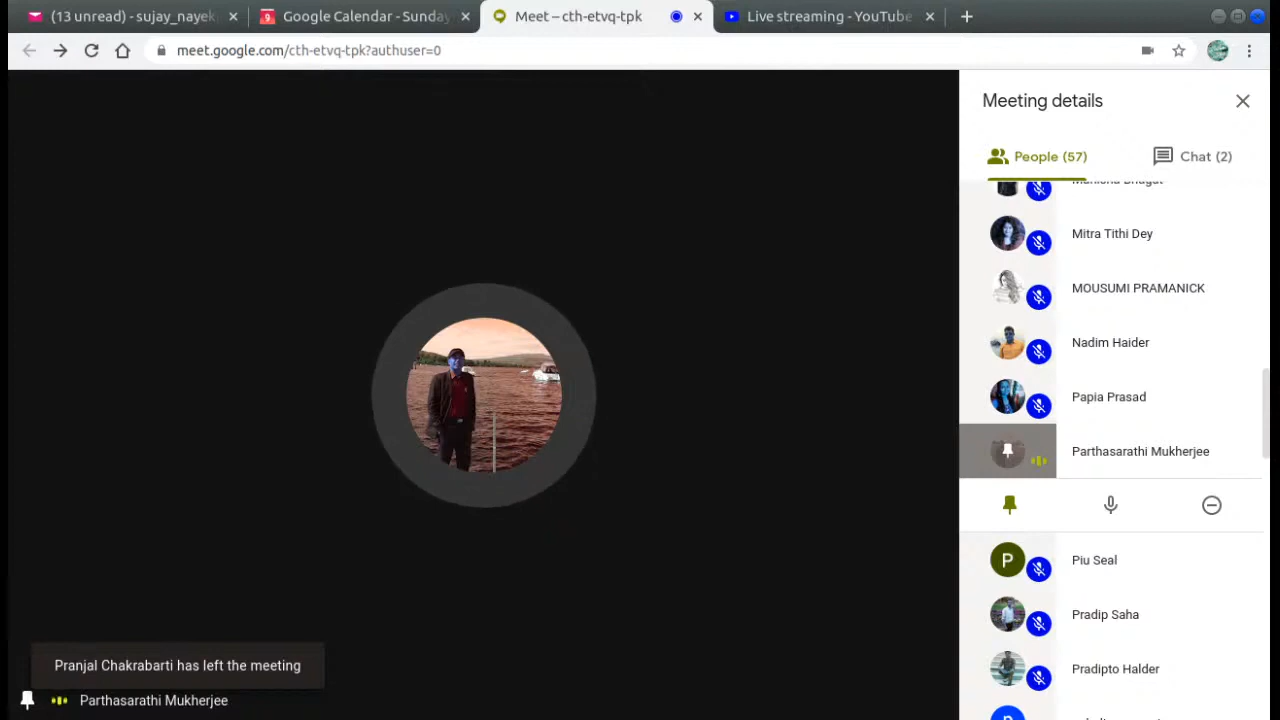 (13 unread) - sujay_nayek
Google Calendar - Sunday
9
Meet – cth-etvq-tpk
Live streaming - YouTube
meet.google.com/cth-etvq-tpk?authuser=0
Meeting details
People (57)
Chat (2)
Mitra Tithi Dey
MOUSUMI PRAMANICK
Nadim Haider
Papia Prasad
Parthasarathi Mukherjee
P
Piu Seal
Pradip Saha
Pradipto Halder
Pranjal Chakrabarti has left the meeting
Parthasarathi Mukherjee